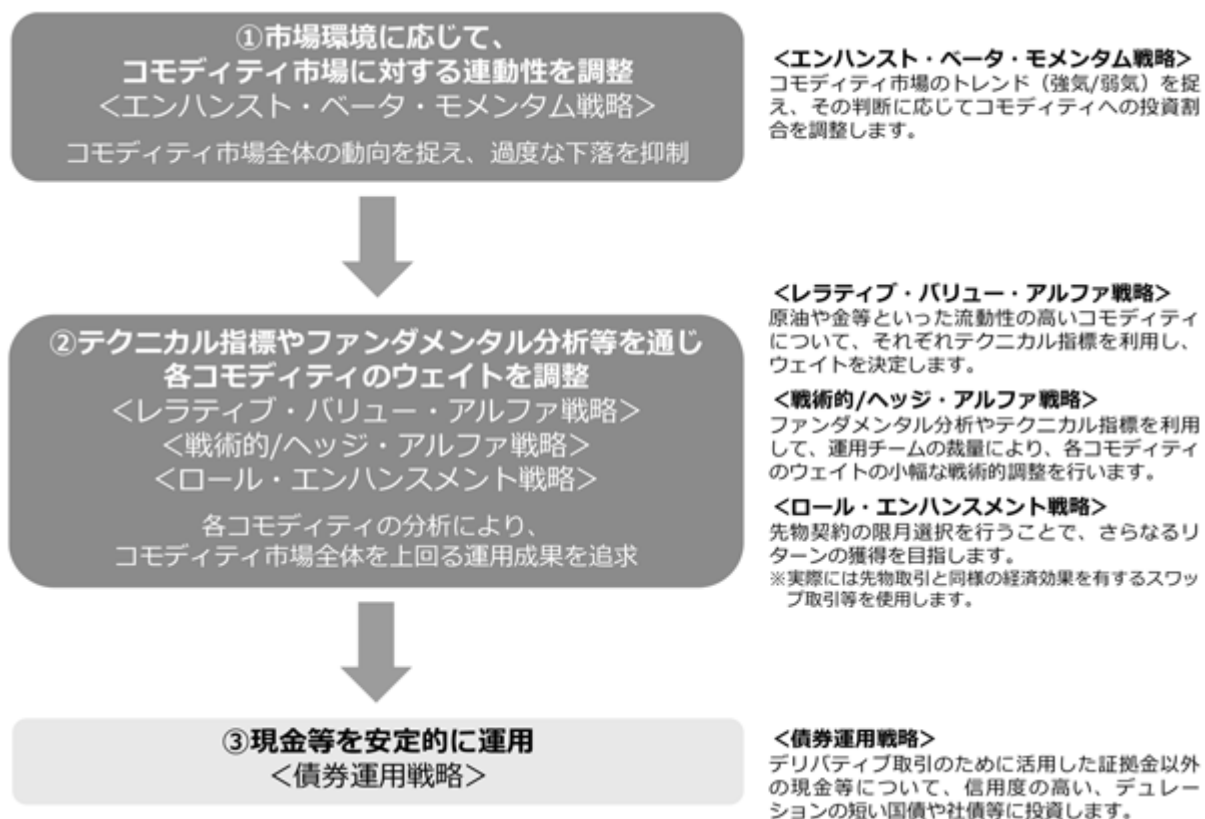 ①市場環境に応じて、
コモディティ市場に対する連動性を調整
<エンハンスト・ベータ・モメンタム戦略>
コモディティ市場全体の動向を捉え、過度な下落を抑制
<エンハンスト・ベータ・モメンタム戦略>
コモディティ市場のトレンド（強気/弱気）を捉
え、その判断に応じてコモディティへの投資割
合を調整します。
②テクニカル指標やファンダメンタル分析等を通じ
各コモディティのウェイトを調整
<レラティブ・バリュー・アルファ戦略>
<戦術的/ヘッジ・アルファ戦略>
<ロール・エンハンスメント戦略>
各コモディティの分析により、
コモディティ市場全体を上回る運用成果を追求
<レラティブ・バリュー・アルファ戦略>
原油や金等といった流動性の高いコモディティ
について、それぞれテクニカル指標を利用し、
ウェイトを決定します。
<戦術的/ヘッジ・アルファ戦略>
ファンダメンタル分析やテクニカル指標を利用
して、運用チームの裁量により、各コモディティ
のウェイトの小幅な戦術的調整を行います。
<ロール・エンハンスメント戦略>
先物契約の限月選択を行うことで、さらなるリ
ターンの獲得を目指します。
※実際には先物取引と同様の経済効果を有するスワッ
プ取引等を使用します。
③現金等を安定的に運用
<債券運用戦略>
<債券運用戦略>
デリバティブ取引のために活用した証拠金以外
の現金等について、信用度の高い、デュレー
ションの短い国債や社債等に投資します。